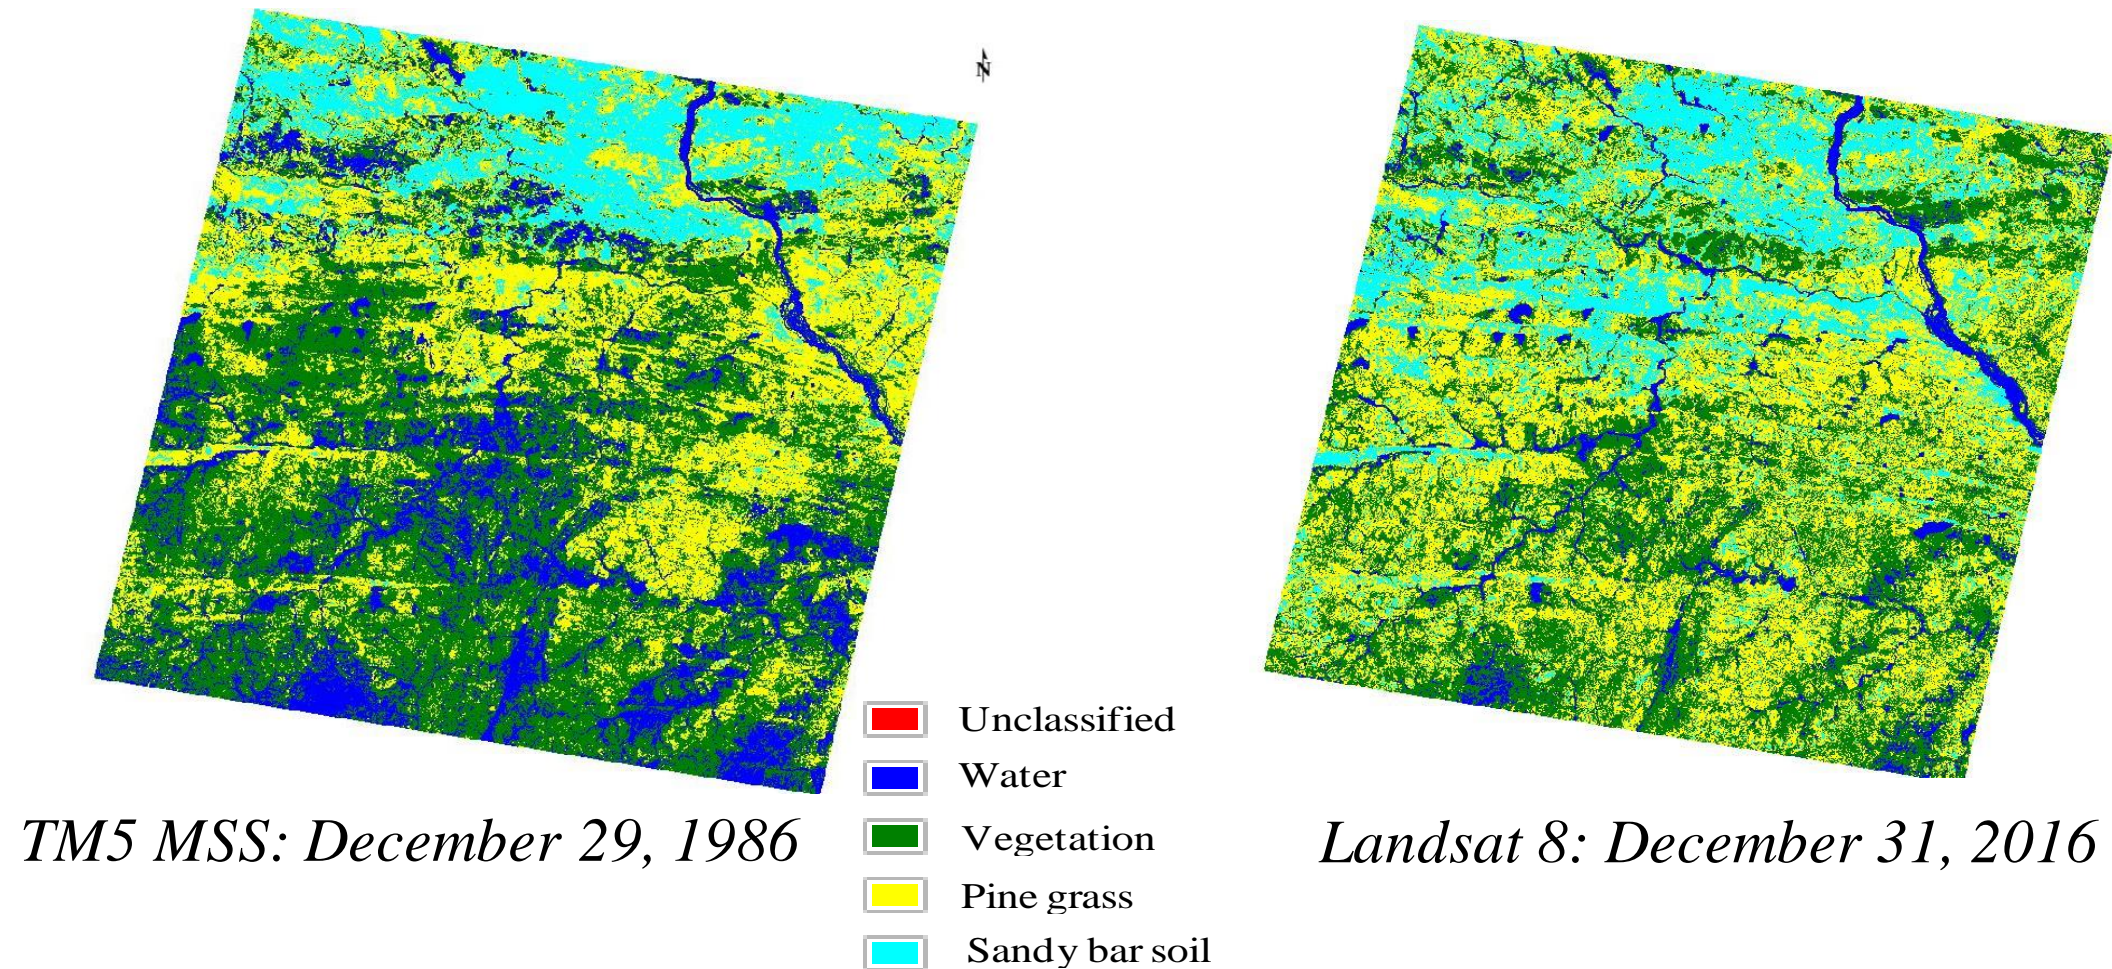 N
Unclassified
Water
Vegetation
Pine grass
Sandy bar soil
TM5 MSS: December 29, 1986
Landsat 8: December 31, 2016